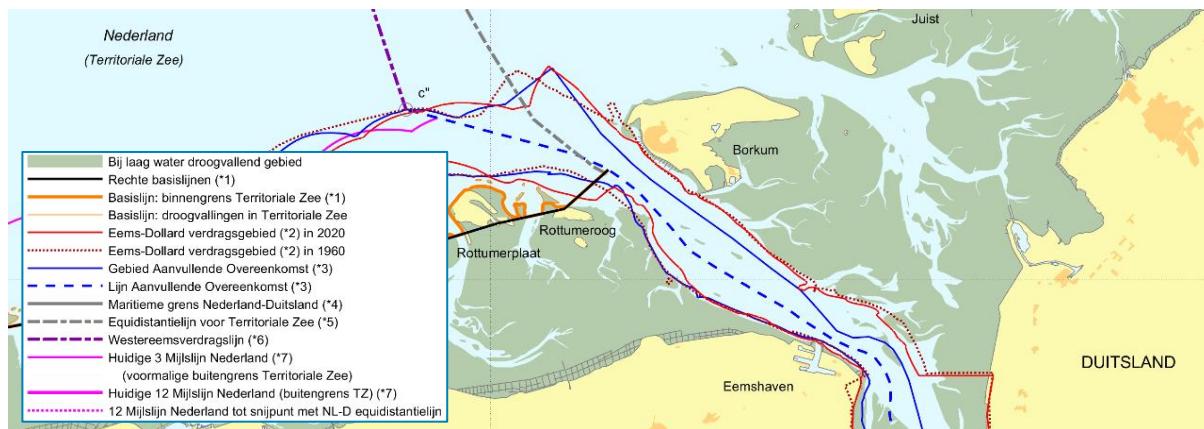 Nederland
(Territoriale Zee)
Juist
c"
Borkum
Rottumeroog
Rottumerplaat
Eemshaven
DUITSLAND
Bij laag water droogvallend gebied
Rechte basislijnen (*1)
Basislijn: binnengrens Territoriale Zee (*1)
Basislijn: droogvallingen in Territoriale Zee
Eems-Dollard verdragsgebied (*2) in 2020
Eems-Dollard verdragsgebied (*2) in 1960
Gebied Aanvullende Overeenkomst (*3)
Lijn Aanvullende Overeenkomst (*3)
Maritieme grens Nederland-Duitsland (*4)
Equidistantielijn voor Territoriale Zee (*5)
Westereemsverdragslijn (*6)
Huidige 3 Mijlslijn Nederland (*7)
(voormalige buitengrens Territoriale Zee)
Huidige 12 Mijlslijn Nederland (buitengrens TZ) (*7)
12 Mijlslijn Nederland tot snijpunt met NL-D equidistantielijn